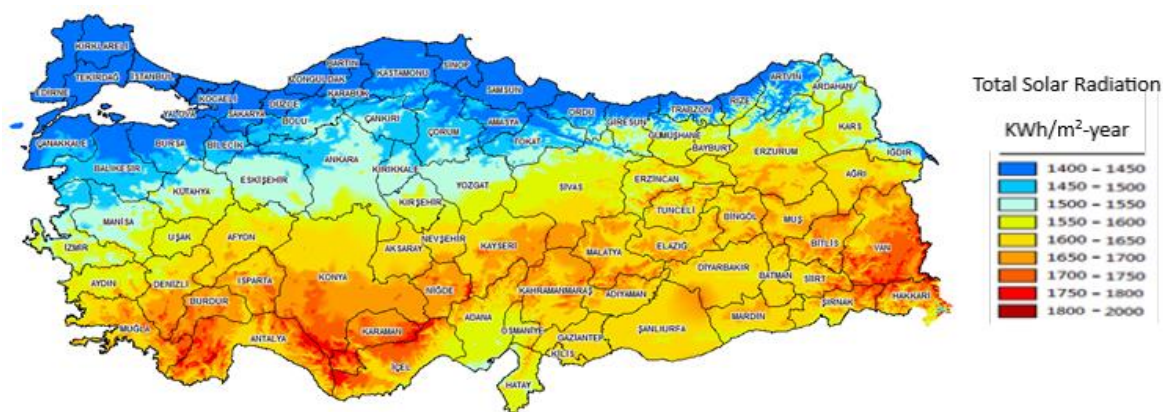 KIRKLARELİ
TEKİRDAĞ
İSTANBUL
EDİRNE
KOCAELİ
YALOVA
SAKARYA
DÜZCE
ZONGULDAK
BARTIN
KARABÜK
KASTAMONU
SİNOP
SAMSUN
ORDU
GİRESUN
TRABZON
RİZE
ARTVİN
ARDAHAN
KARS
IĞDIR
ÇANAKKALE
BALIKESİR
BURSA
BİLECİK
BOLU
ÇANKIRI
ÇORUM
AMASYA
TOKAT
GÜMÜŞHANE
BAYBURT
ERZURUM
AĞRI
KÜTAHYA
ESKİŞEHİR
ANKARA
KIRIKKALE
YOZGAT
SİVAS
ERZİNCAN
KIRŞEHİR
MANİSA
İZMİR
UŞAK
AFYON
AKSARAY
NEVŞEHİR
KAYSERİ
MALATYA
TUNCELİ
ELAZIĞ
BİNGÖL
MUŞ
BİTLİS
VAN
AYDIN
DENİZLİ
ISPARTA
BURDUR
KONYA
NİĞDE
KAHRAMANMARAŞ
ADIYAMAN
DİYARBAKIR
BATMAN
SİİRT
ŞIRNAK
HAKKARİ
MUĞLA
ANTALYA
KARAMAN
İÇEL
ADANA
OSMANİYE
GAZİANTEP
KİLİS
ŞANLIURFA
MARDİN
HATAY
Total Solar Radiation
KWh/m²-year
1400 – 1450
1450 – 1500
1500 – 1550
1550 – 1600
1600 – 1650
1650 – 1700
1700 – 1750
1750 – 1800
1800 – 2000